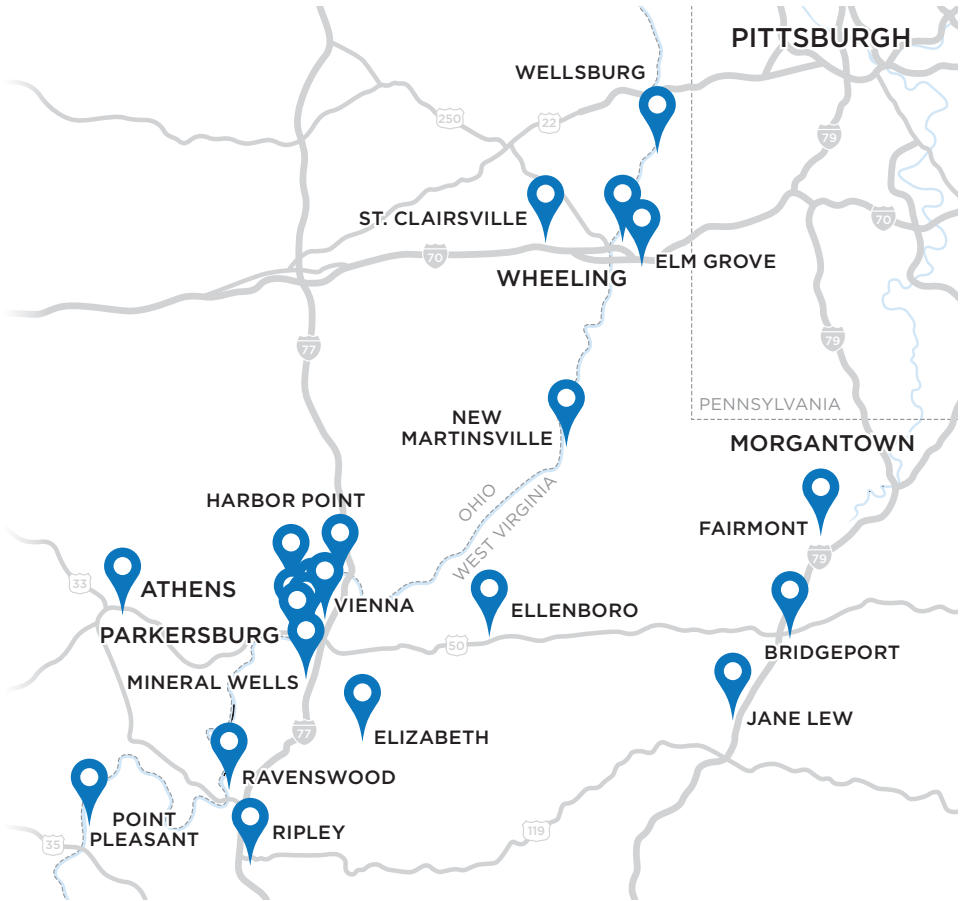 PITTSBURGH
WELLSBURG
250
22
79
ST. CLAIRSVILLE
70
70
ELM GROVE
WHEELING
77
79
NEW
MARTINSVILLE
PENNSYLVANIA
MORGANTOWN
HARBOR POINT
OHIO
WEST VIRGINIA
FAIRMONT
79
33
ATHENS
VIENNA
ELLENBORO
PARKERSBURG
50
BRIDGEPORT
MINERAL WELLS
JANE LEW
77
ELIZABETH
RAVENSWOOD
POINT
PLEASANT
RIPLEY
119
35